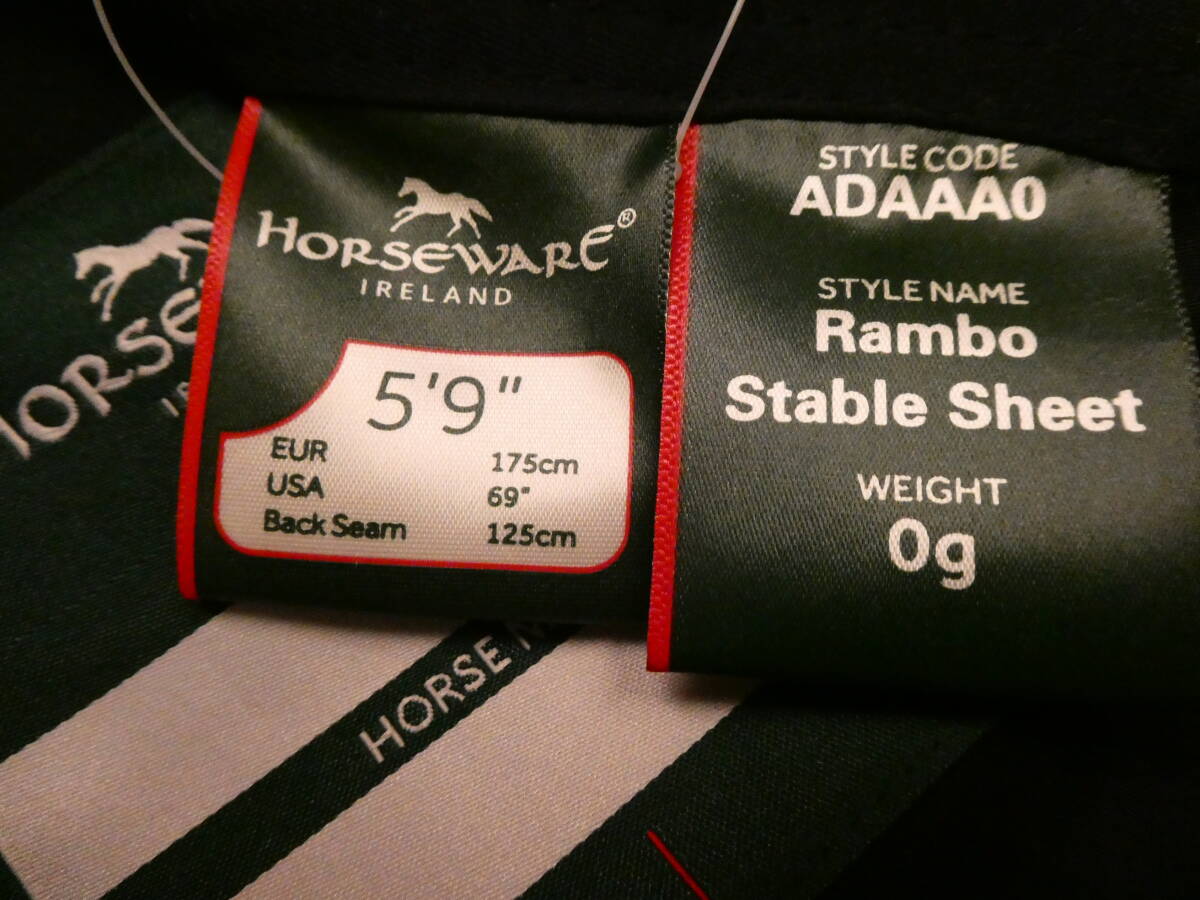 HORSEWARE®
IRELAND
5'9"
EUR 175cm
USA 69"
Back Seam 125cm
STYLE CODE
ADAAA0
STYLE NAME
Rambo
Stable Sheet
WEIGHT
0g
HORSE